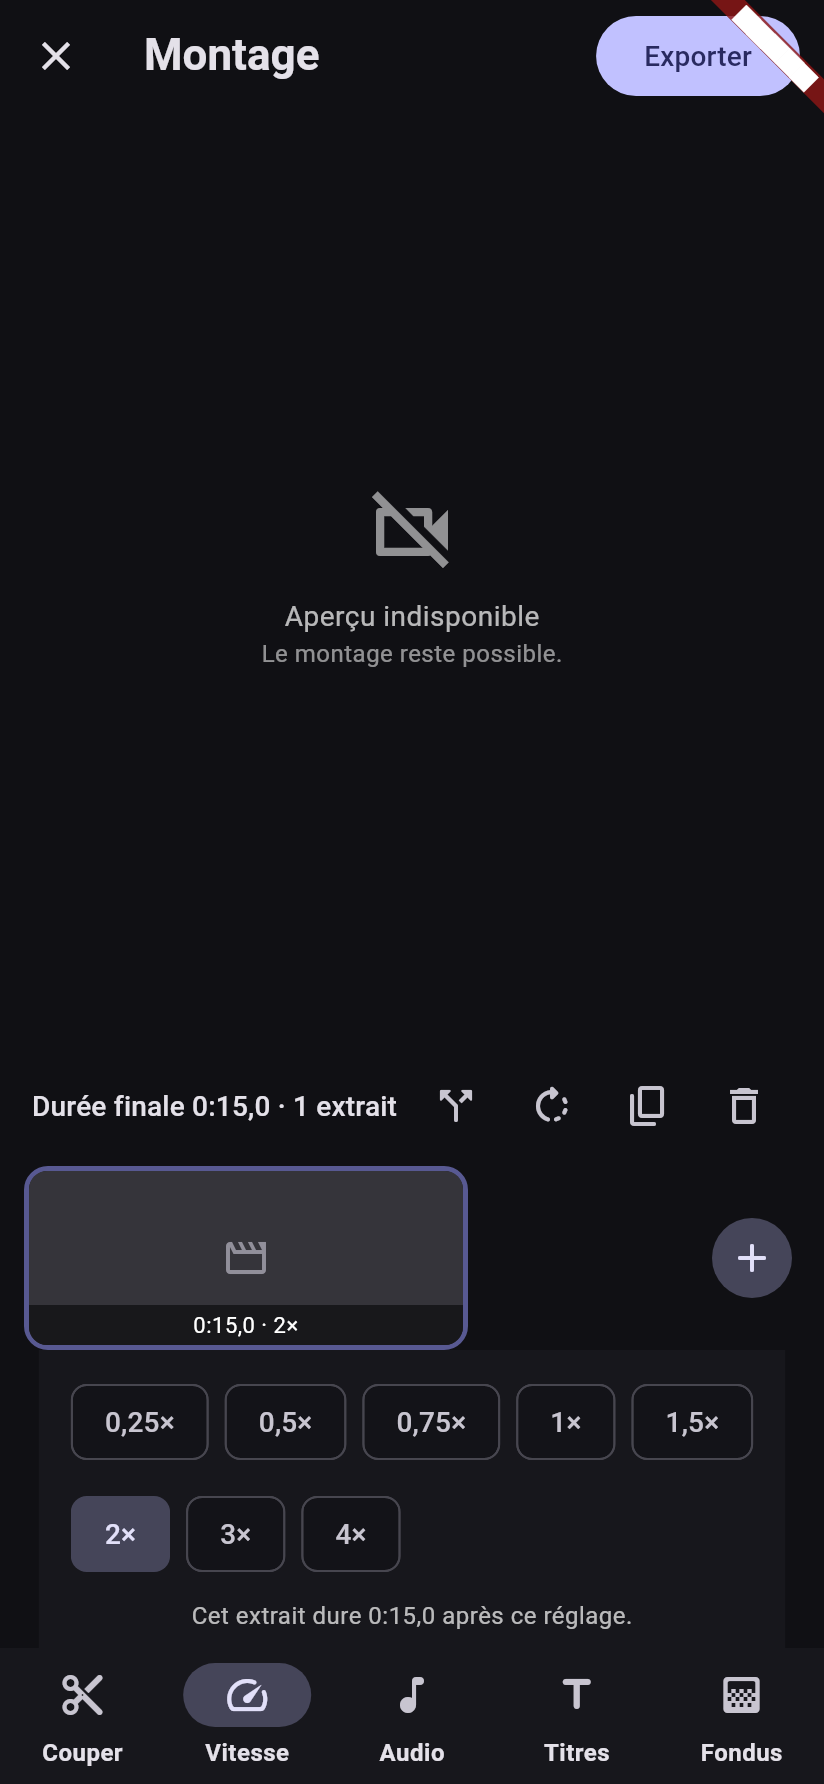 Montage
Exporter
Aperçu indisponible
Le montage reste possible.
Durée finale 0:15,0 · 1 extrait
0:15,0 · 2×
0,25×
0,5×
0,75×
1×
1,5×
2×
3×
4×
Cet extrait dure 0:15,0 après ce réglage.
Couper
Vitesse
Audio
Titres
Fondus